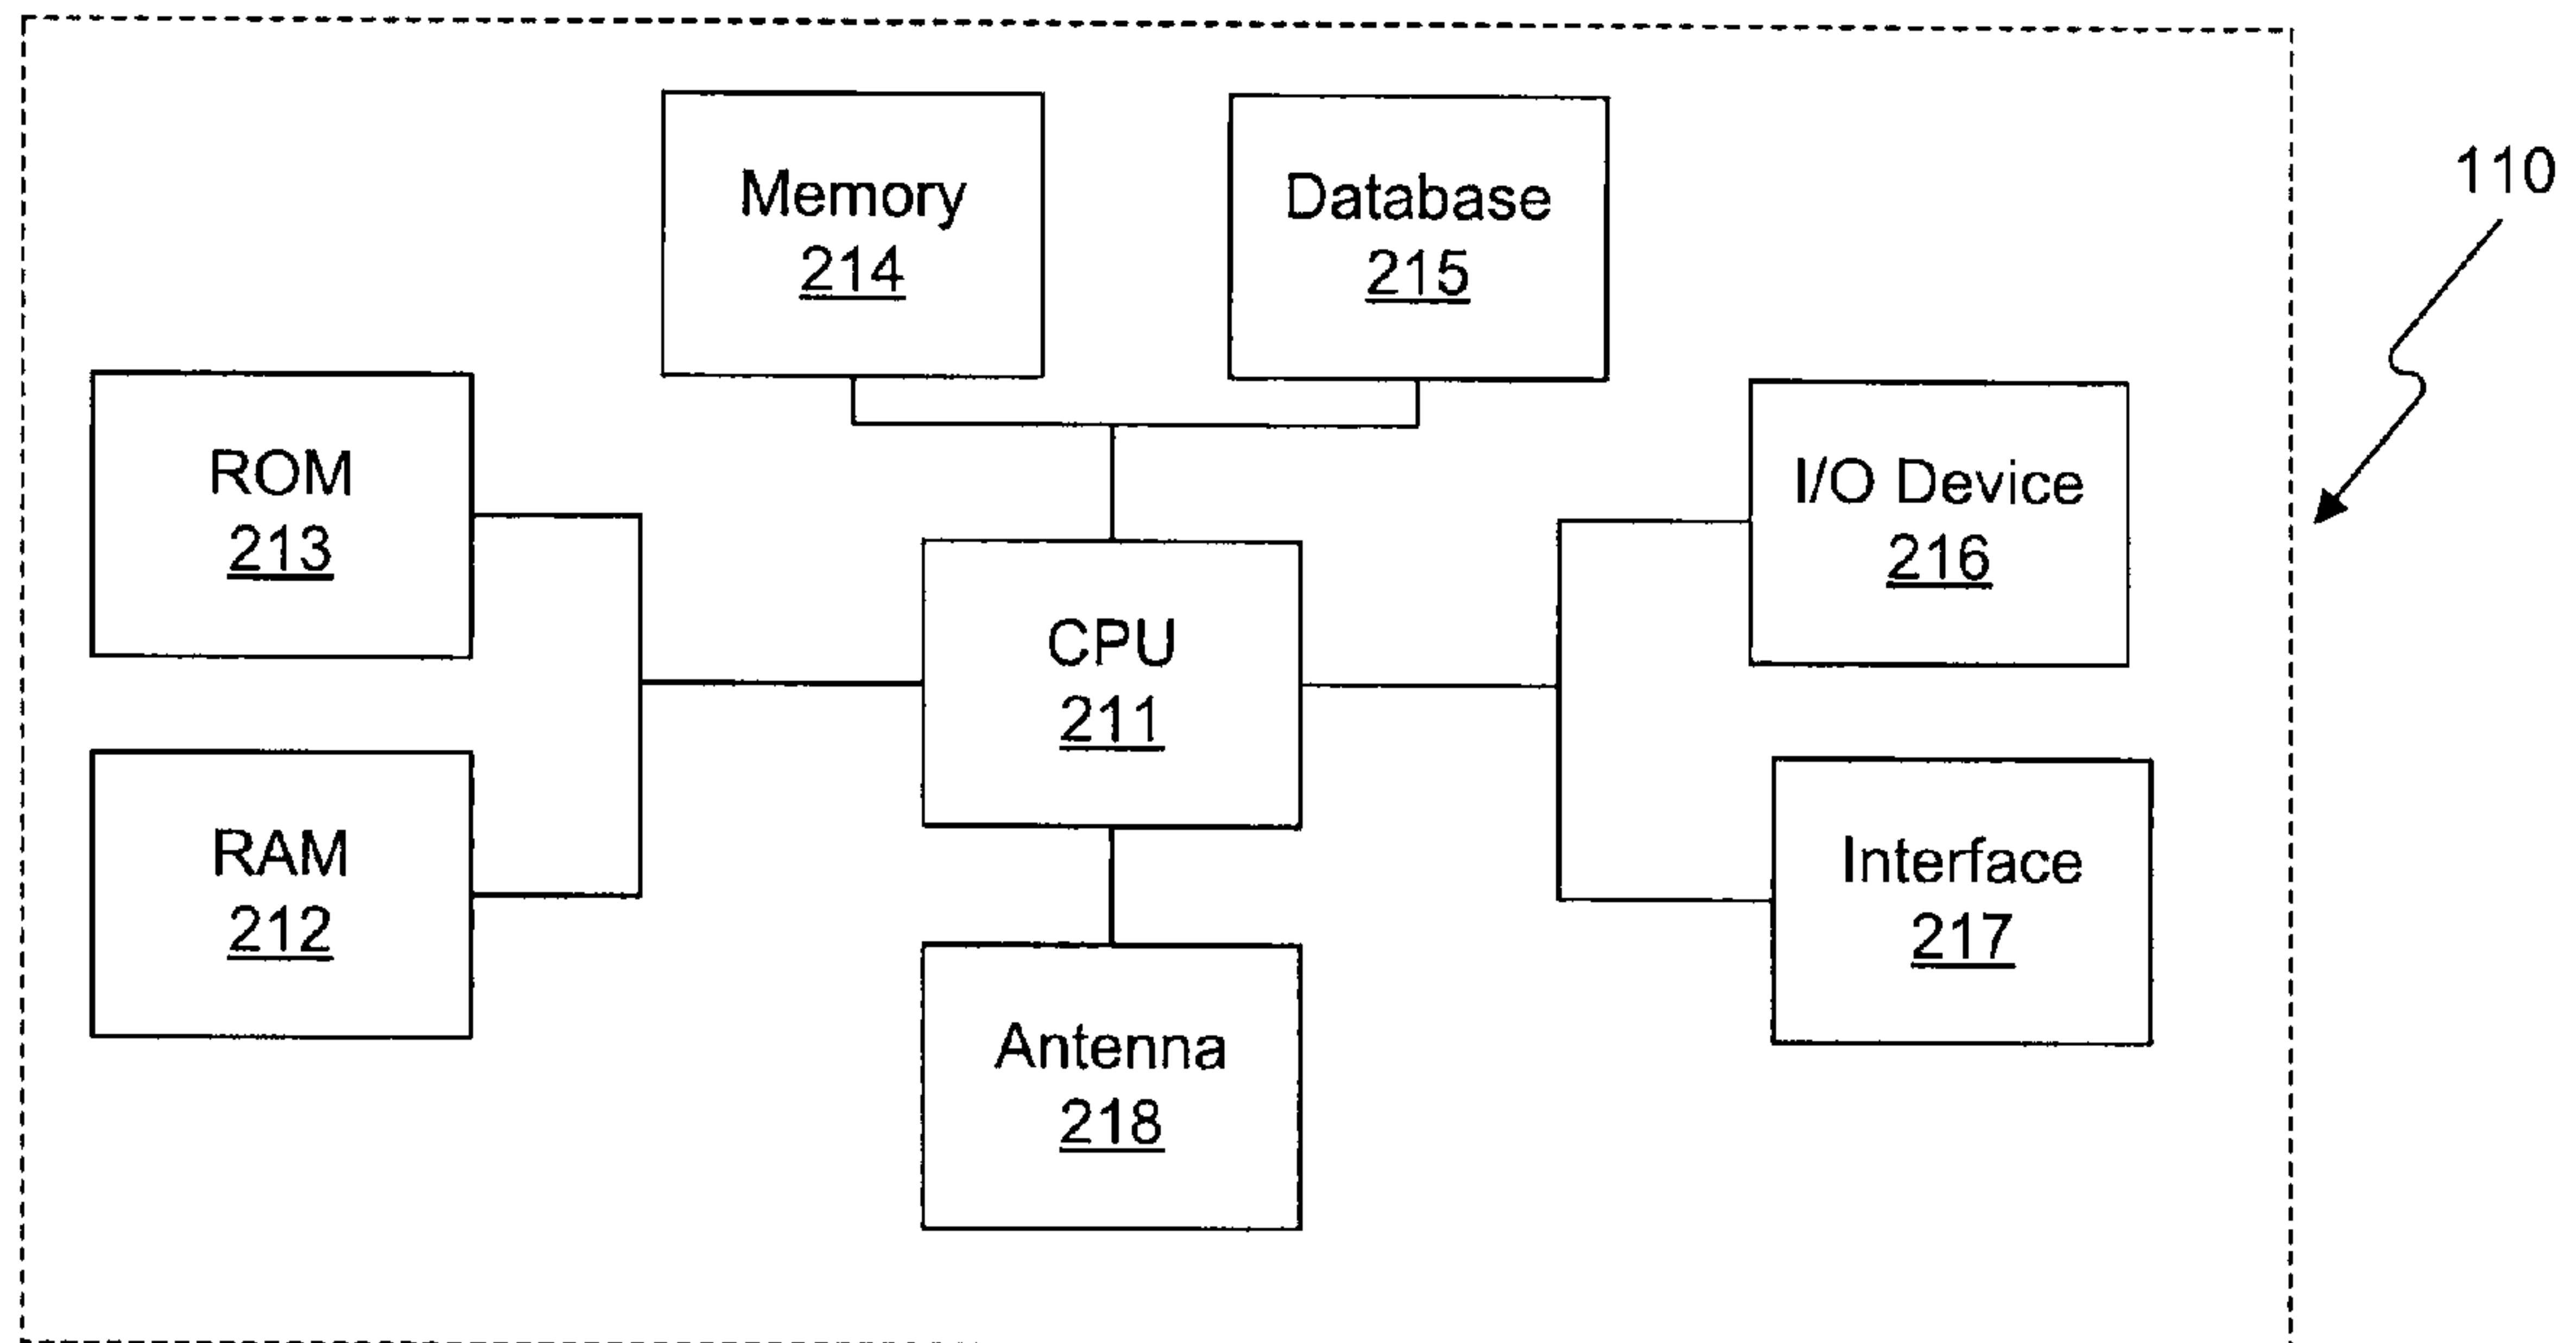 Memory
214
Database
215
110
ROM
213
I/O Device
216
CPU
211
RAM
212
Interface
217
Antenna
218